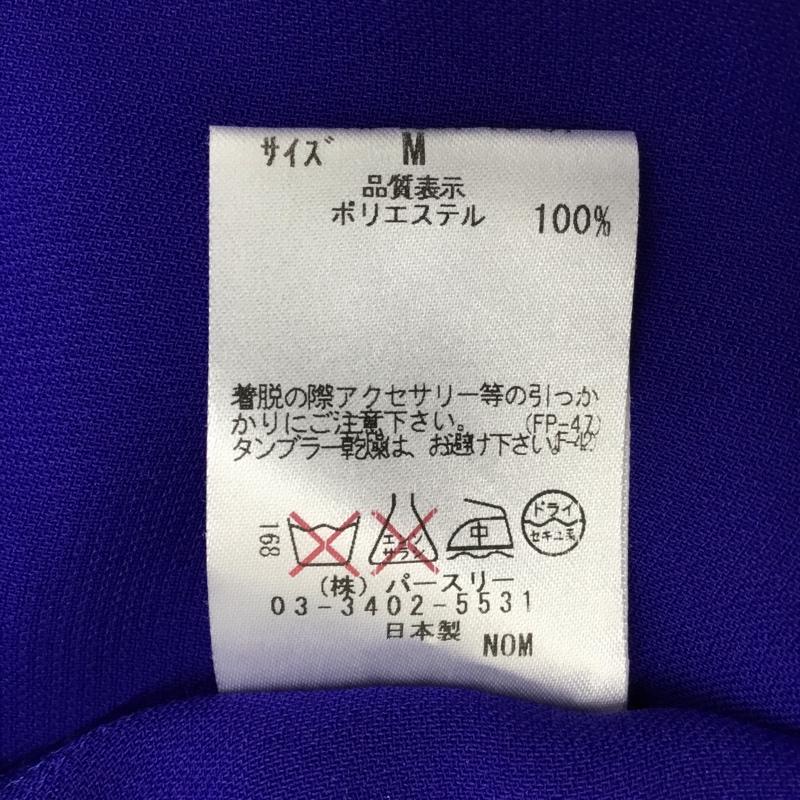 サイズ M
品質表示
ポリエステル 100%
着脱の際アクセサリー等の引っか
かりにご注意下さい。 (FP-47)
タンブラー乾燥は、お避け下さい。(F-42)
168
エンソ
サラシ
中
ドライ
セキユ系
(株) パースリー
03-3402-5531
日本製 NOM